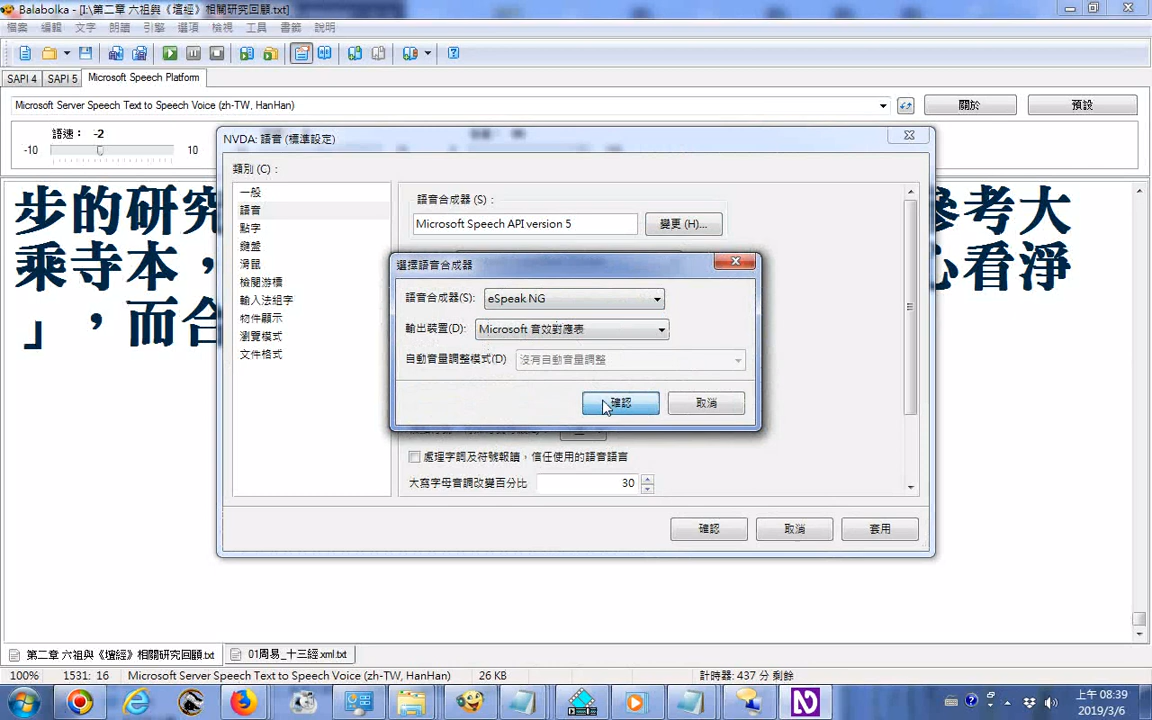 Balabolka - [I:\第二章 六祖與《壇經》相關研究回顧.txt]
檔案 編輯 文字 朗讀 引擎 選項 檢視 工具 書籤 說明
SAPI 4 SAPI 5 Microsoft Speech Platform
Microsoft Server Speech Text to Speech Voice (zh-TW, HanHan) 關於 預設
語速： -2
-10 10
NVDA: 語音 (標準設定)
類別 (C)：
一般
語音
點字
鍵盤
滑鼠
檢閱游標
輸入法組字
物件顯示
瀏覽模式
文件格式
語音合成器 (S)：
Microsoft Speech API version 5 變更 (H)...
選擇語音合成器
語音合成器(S): eSpeak NG
輸出裝置(D): Microsoft 音效對應表
自動音量調整模式(D) 沒有自動音量調整
確認 取消
處理字詞及符號報讀，信任使用的語音語言
大寫字母音調改變百分比 30
確認 取消 套用
步的研究 參考大
乘寺本， 心看淨
」，而合
第二章 六祖與《壇經》相關研究回顧.txt 01周易_十三經.xml.txt
100% 1531: 16 Microsoft Server Speech Text to Speech Voice (zh-TW, HanHan) 26 KB 計時器: 437 分 剩餘
上午 08:39
2019/3/6